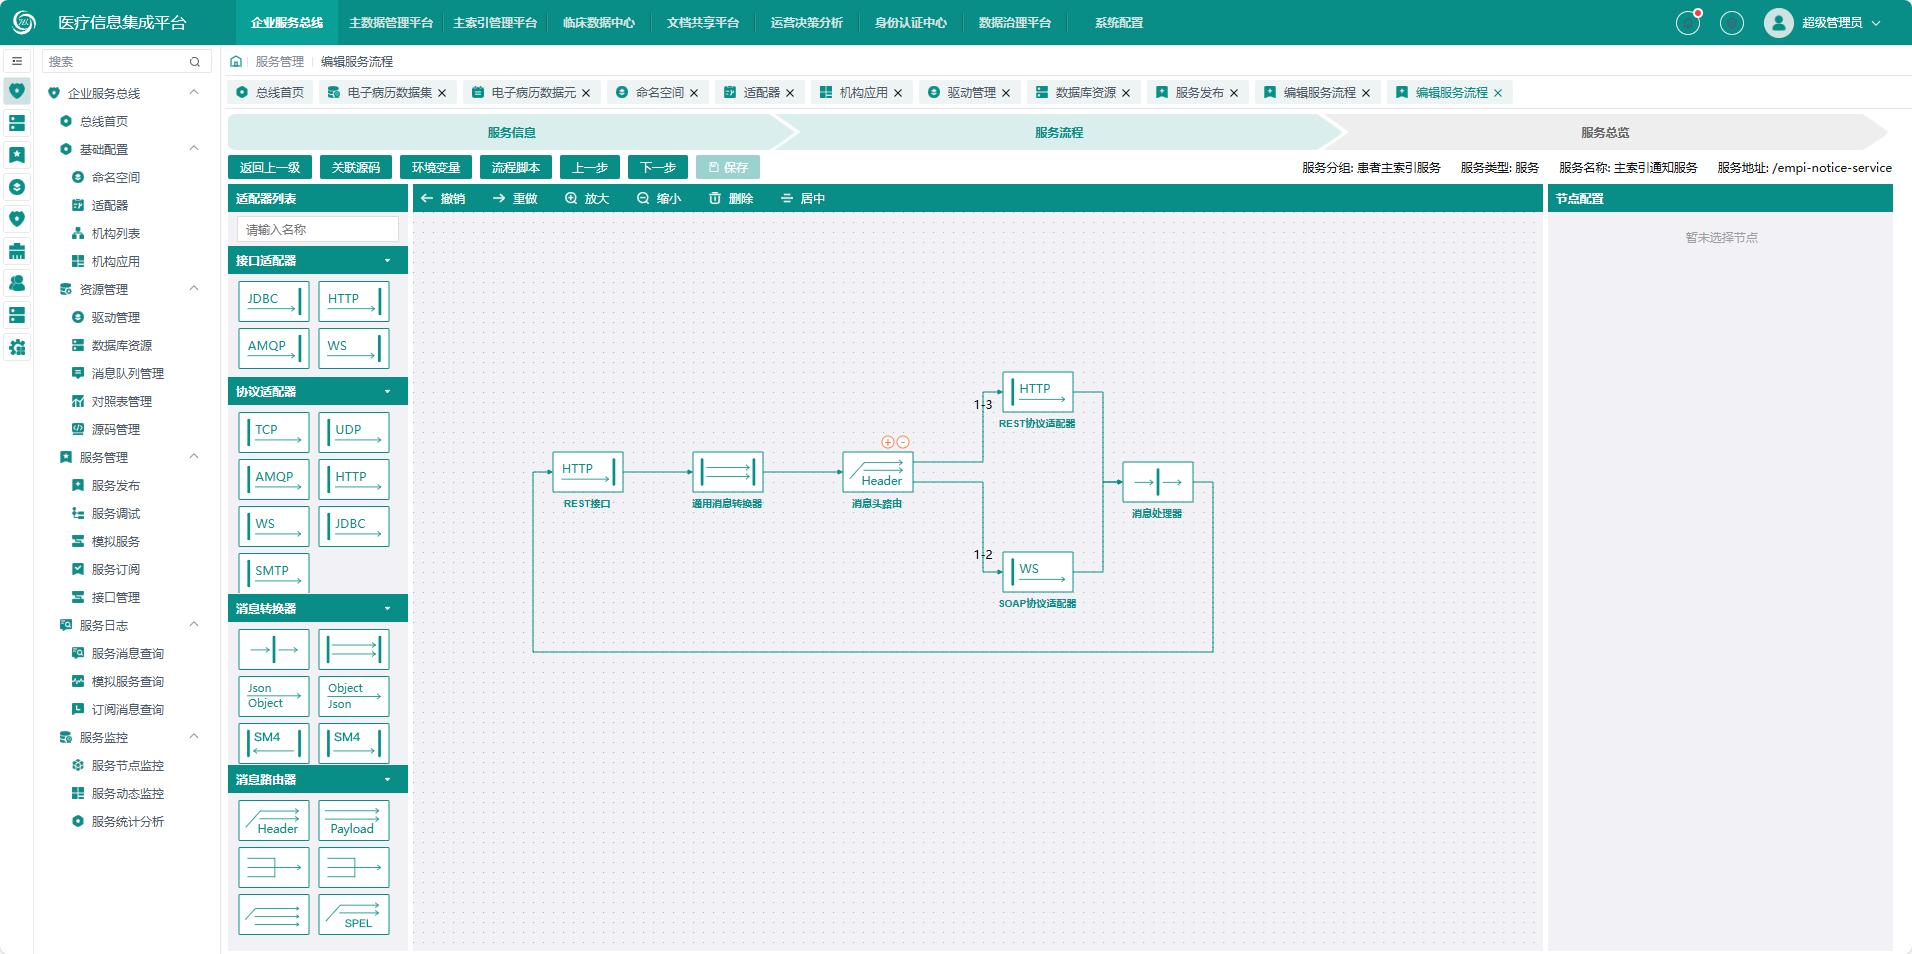 医疗信息集成平台
企业服务总线 主数据管理平台 主索引管理平台 临床数据中心 文档共享平台 运营决策分析 身份认证中心 数据治理平台 系统配置
超级管理员
搜索
服务管理 编辑服务流程
总线首页 电子病历数据集 电子病历数据元 命名空间 适配器 机构应用 驱动管理 数据库资源 服务发布 编辑服务流程 编辑服务流程
企业服务总线
总线首页
基础配置
命名空间
适配器
机构列表
机构应用
资源管理
驱动管理
数据库资源
消息队列管理
对照表管理
源码管理
服务管理
服务发布
服务调试
模拟服务
服务订阅
接口管理
服务日志
服务消息查询
模拟服务查询
订阅消息查询
服务监控
服务节点监控
服务动态监控
服务统计分析
服务信息 服务流程 服务总览
返回上一级 关联源码 环境变量 流程脚本 上一步 下一步 保存
服务分组: 患者主索引服务 服务类型: 服务 服务名称: 主索引通知服务 服务地址: /empi-notice-service
适配器列表
请输入名称
接口适配器
JDBC HTTP
AMQP WS
协议适配器
TCP UDP
AMQP HTTP
WS JDBC
SMTP
消息转换器
Json Object
Object Json
SM4 SM4
消息路由器
Header Payload
SPEL
撤销 重做 放大 缩小 删除 居中
HTTP
REST接口
通用消息转换器
Header
消息头路由
1-3
HTTP
REST协议适配器
1-2
WS
SOAP协议适配器
消息处理器
节点配置
暂未选择节点